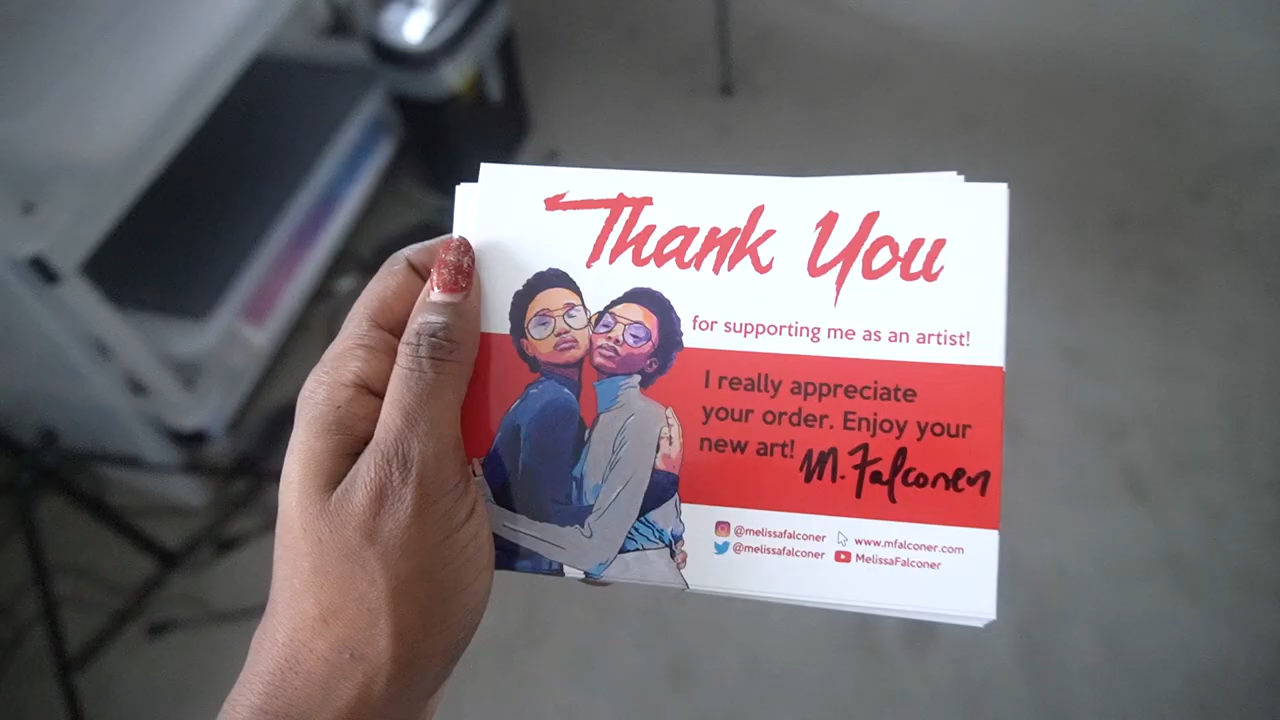 Thank You
for supporting me as an artist!
I really appreciate
your order. Enjoy your
new art!
M. Falconer
@melissafalconer
www.mfalconer.com
@melissafalconer
MelissaFalconer